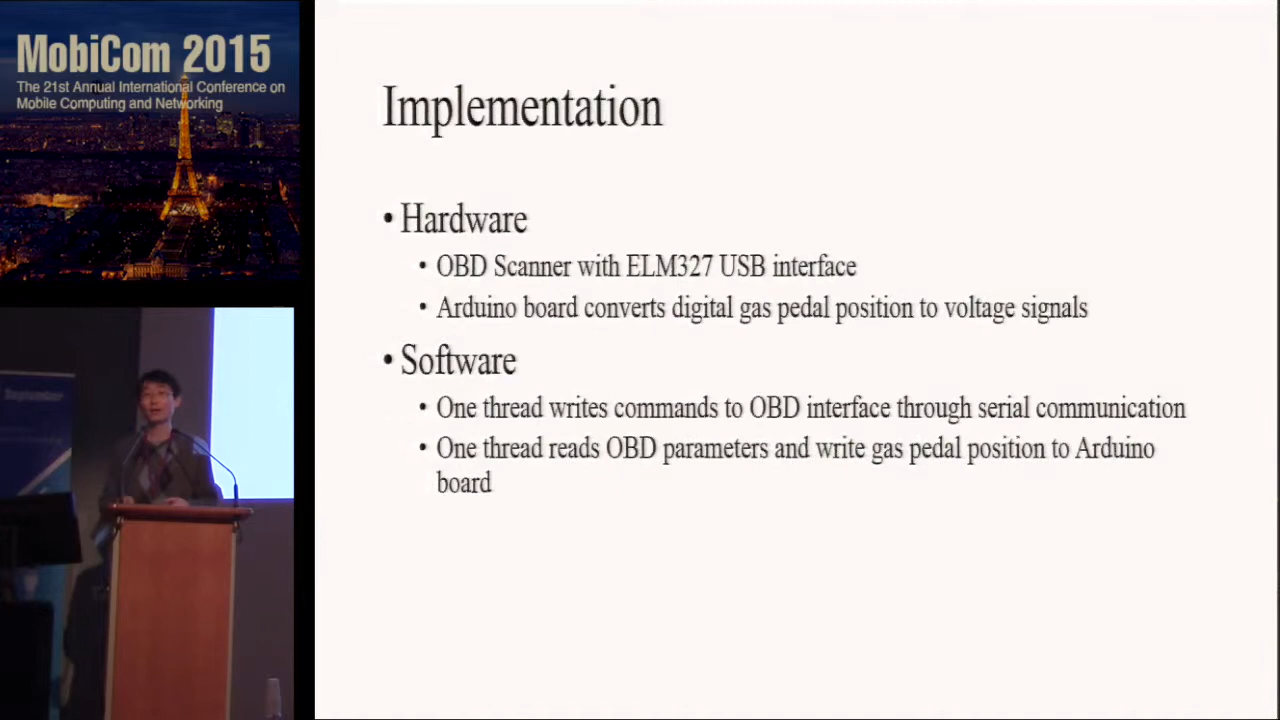 MobiCom 2015
The 21st Annual International Conference on
Mobile Computing and Networking
Implementation
• Hardware
• OBD Scanner with ELM327 USB interface
• Arduino board converts digital gas pedal position to voltage signals
• Software
• One thread writes commands to OBD interface through serial communication
• One thread reads OBD parameters and write gas pedal position to Arduino
board